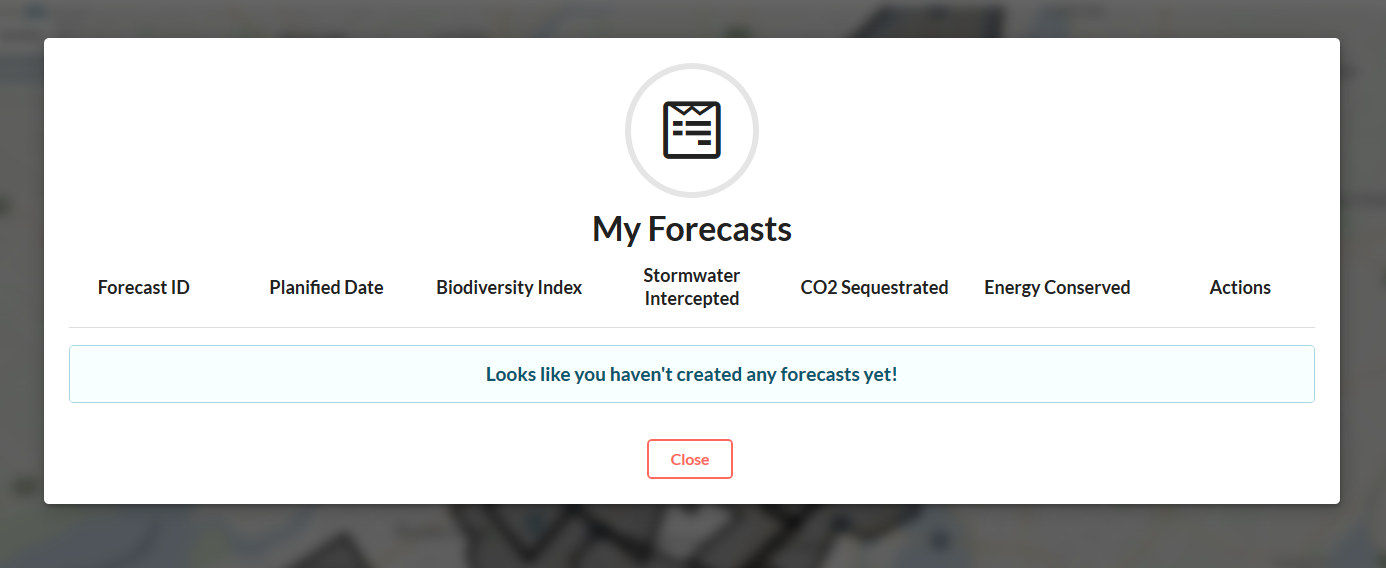 My Forecasts
Forecast ID
Planified Date
Biodiversity Index
Stormwater
Intercepted
CO2 Sequestrated
Energy Conserved
Actions
Looks like you haven't created any forecasts yet!
Close